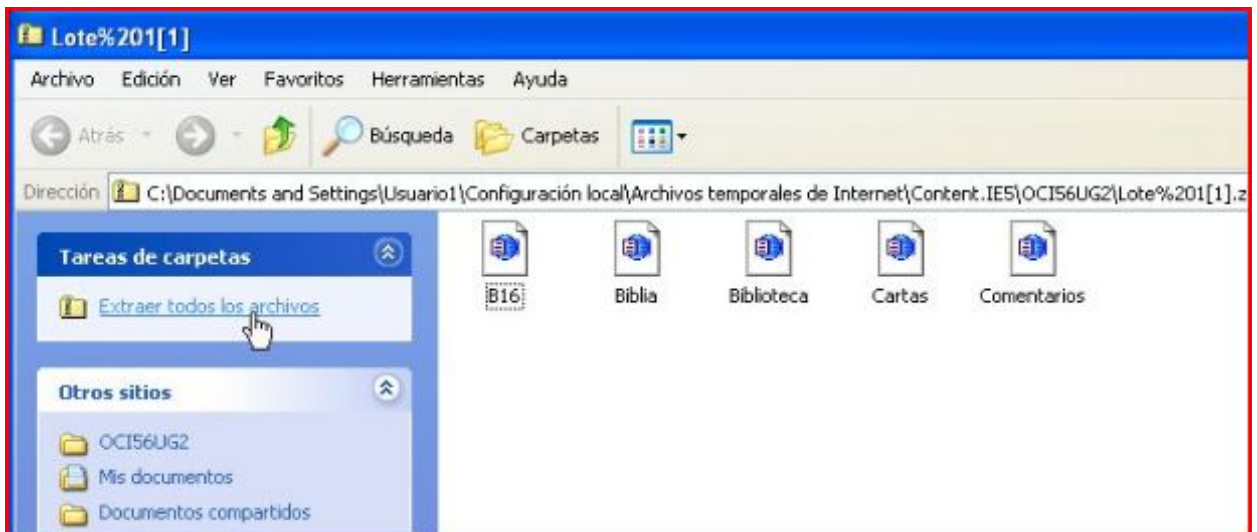 Lote%201[1]
Archivo Edición Ver Favoritos Herramientas Ayuda
Atrás Búsqueda Carpetas
Dirección C:\Documents and Settings\Usuario1\Configuración local\Archivos temporales de Internet\Content.IE5\OCI56UG2\Lote%201[1].z
Tareas de carpetas
Extraer todos los archivos
B16 Biblia Biblioteca Cartas Comentarios
Otros sitios
OCI56UG2
Mis documentos
Documentos compartidos